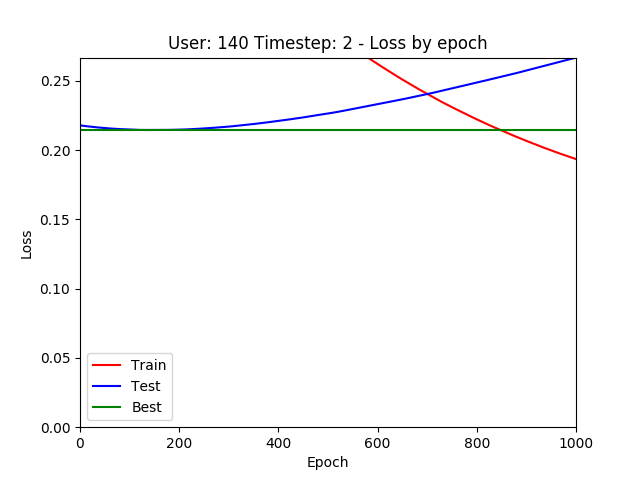 User: 140 Timestep: 2 - Loss by epoch
0.25
0.20
0.15
0.10
0.05
0.00
Loss
Train
Test
Best
0 200 400 600 800 1000
Epoch